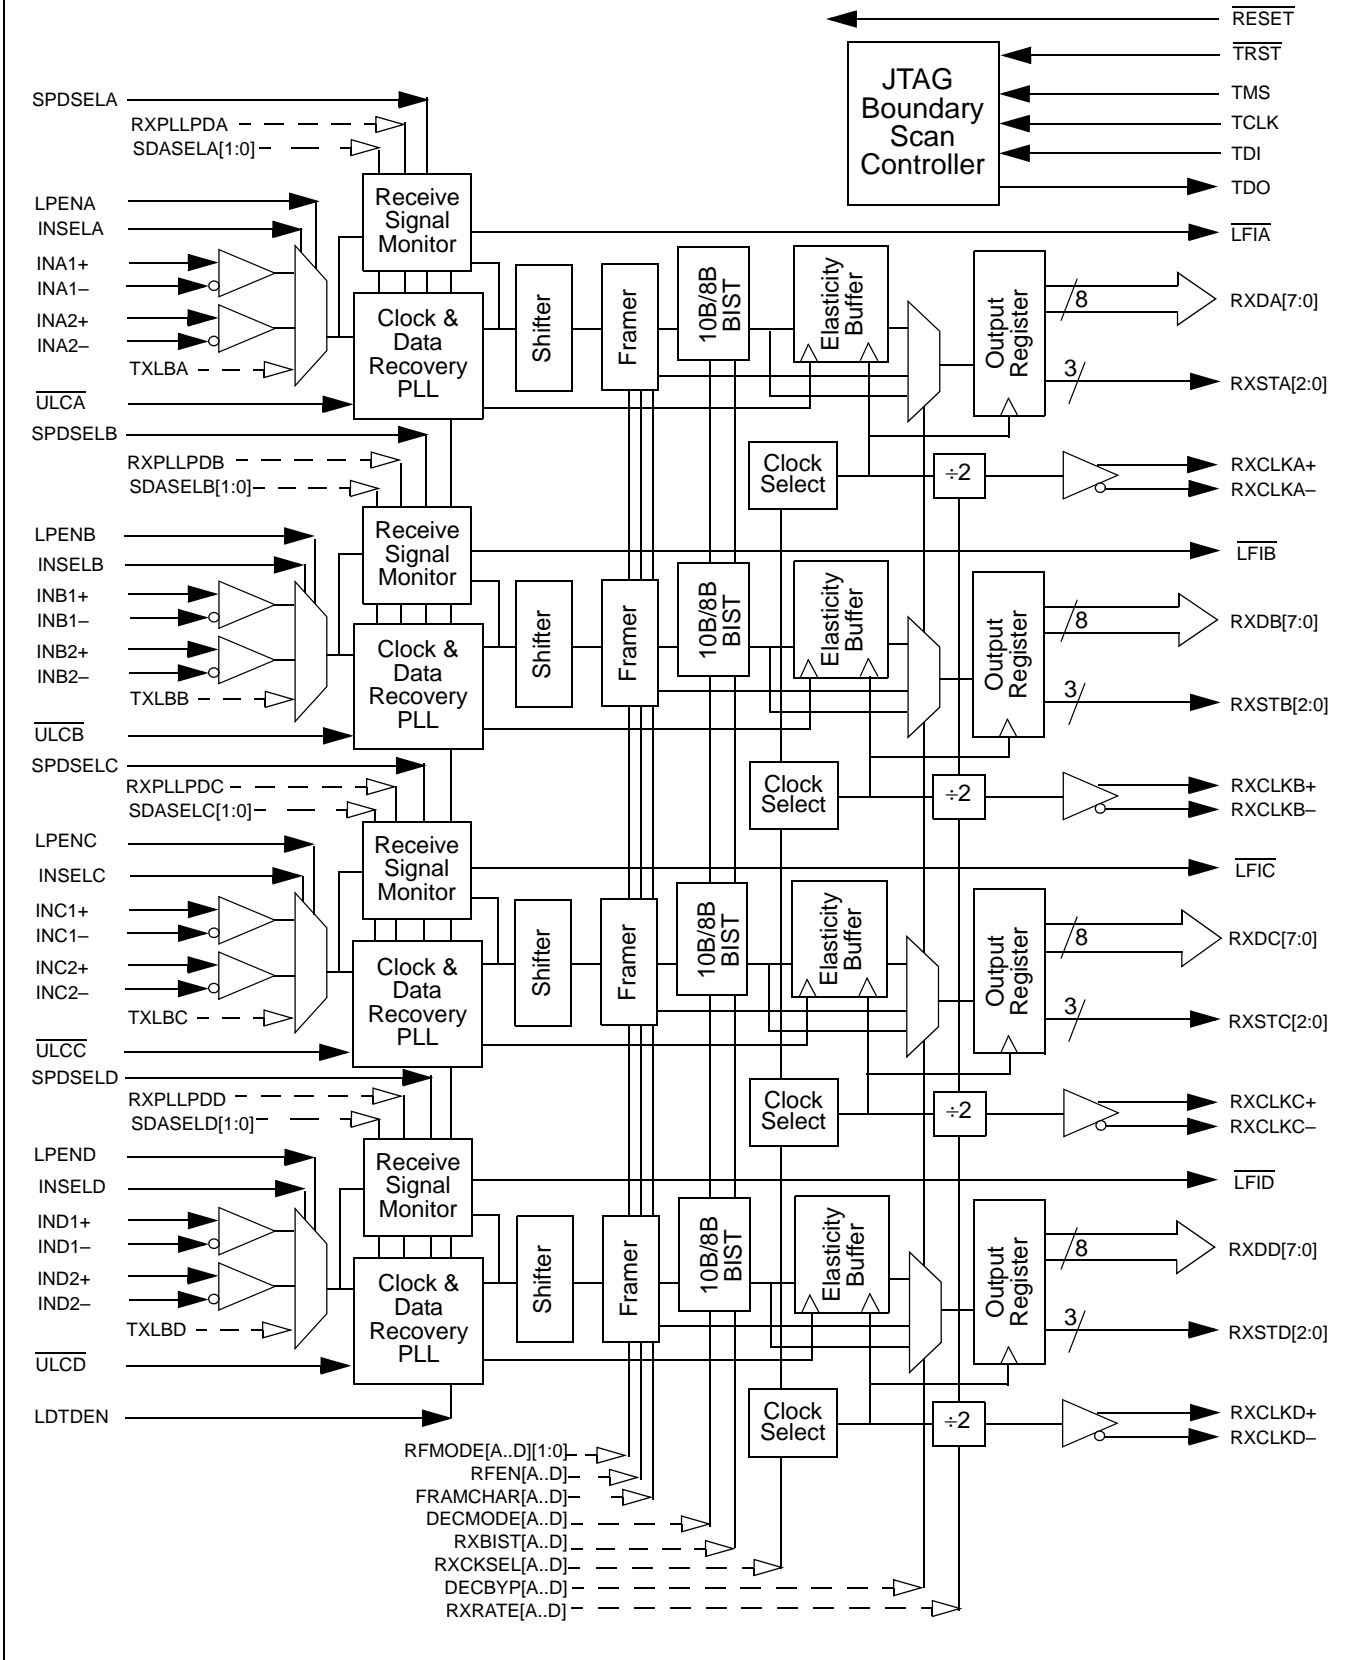 RESET
TRST
TMS
TCLK
TDI
TDO
JTAG
Boundary
Scan
Controller
SPDSELA
RXPLLPDA
SDASELA[1:0]
LPENA
INSELA
INA1+
INA1–
INA2+
INA2–
TXLBA
ULCA
Receive
Signal
Monitor
Clock &
Data
Recovery
PLL
Shifter
Framer
10B/8B
BIST
Elasticity
Buffer
Output
Register
Clock
Select
÷2
LFIA
8
RXDA[7:0]
3
RXSTA[2:0]
RXCLKA+
RXCLKA–
SPDSELB
RXPLLPDB
SDASELB[1:0]
LPENB
INSELB
INB1+
INB1–
INB2+
INB2–
TXLBB
ULCB
Receive
Signal
Monitor
Clock &
Data
Recovery
PLL
Shifter
Framer
10B/8B
BIST
Elasticity
Buffer
Output
Register
Clock
Select
÷2
LFIB
8
RXDB[7:0]
3
RXSTB[2:0]
RXCLKB+
RXCLKB–
SPDSELC
RXPLLPDC
SDASELC[1:0]
LPENC
INSELC
INC1+
INC1–
INC2+
INC2–
TXLBC
ULCC
Receive
Signal
Monitor
Clock &
Data
Recovery
PLL
Shifter
Framer
10B/8B
BIST
Elasticity
Buffer
Output
Register
Clock
Select
÷2
LFIC
8
RXDC[7:0]
3
RXSTC[2:0]
RXCLKC+
RXCLKC–
SPDSELD
RXPLLPDD
SDASELD[1:0]
LPEND
INSELD
IND1+
IND1–
IND2+
IND2–
TXLBD
ULCD
Receive
Signal
Monitor
Clock &
Data
Recovery
PLL
Shifter
Framer
10B/8B
BIST
Elasticity
Buffer
Output
Register
Clock
Select
÷2
LFID
8
RXDD[7:0]
3
RXSTD[2:0]
RXCLKD+
RXCLKD–
LDTDEN
RFMODE[A..D][1:0]
RFEN[A..D]
FRAMCHAR[A..D]
DECMODE[A..D]
RXBIST[A..D]
RXCKSEL[A..D]
DECBYP[A..D]
RXRATE[A..D]